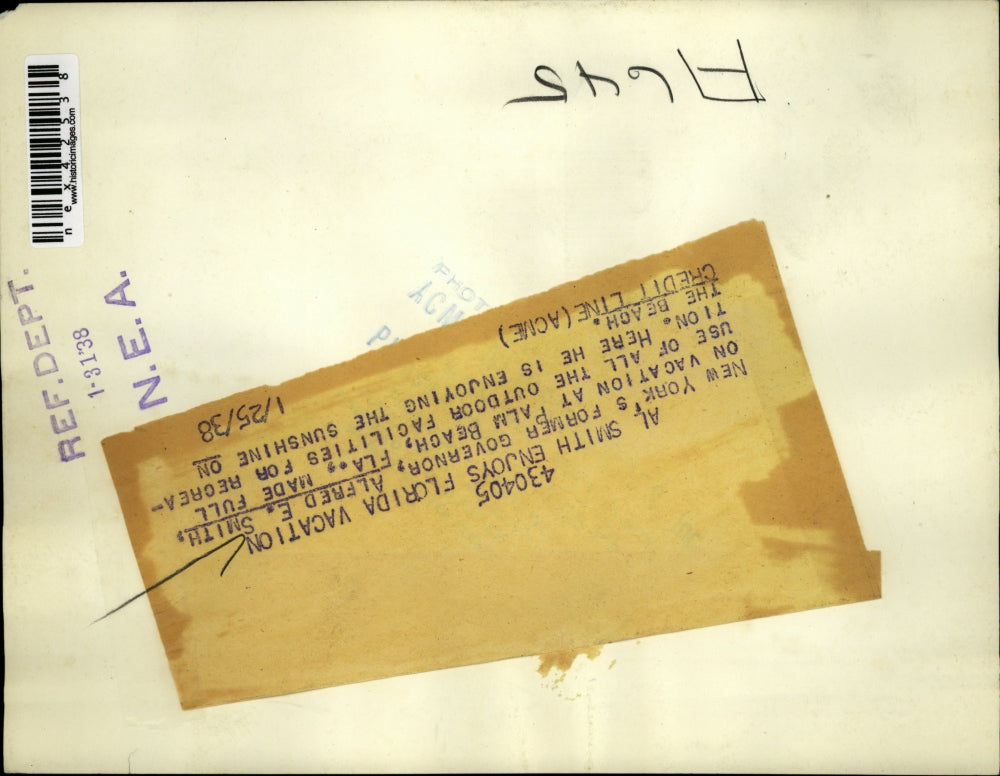 430405
AL SMITH ENJOYS FLORIDA VACATION
NEW YORK'S FORMER GOVERNOR, ALFRED E. SMITH,
ON VACATION AT PALM BEACH, FLA., MADE FULL
USE OF ALL THE OUTDOOR FACILITIES FOR RECREA-
TION. HERE HE IS ENJOYING THE SUNSHINE ON
THE BEACH.
CREDIT LINE (ACME) 1/25/38
REF. DEPT.
1-31'38
N.E.A.
nex42538
www.historicimages.com